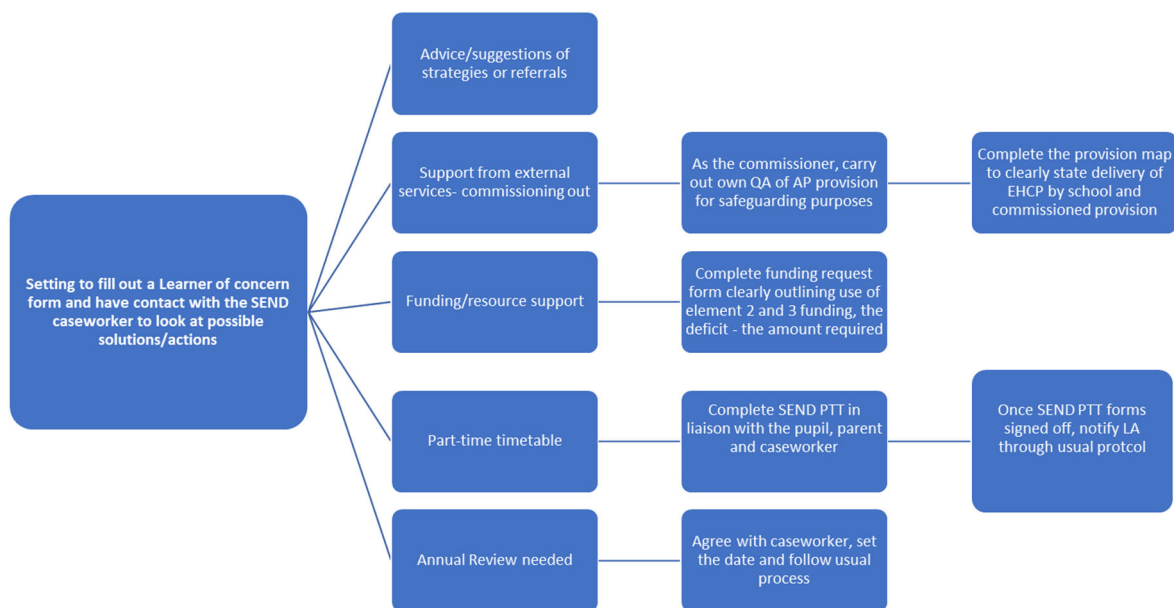 Setting to fill out a Learner of concern
form and have contact with the SEND
caseworker to look at possible
solutions/actions
Advice/suggestions of
strategies or referrals
Support from external
services- commissioning out
As the commissioner, carry
out own QA of AP provision
for safeguarding purposes
Complete the provision map
to clearly state delivery of
EHCP by school and
commissioned provision
Funding/resource support
Complete funding request
form clearly outlining use of
element 2 and 3 funding, the
deficit - the amount required
Part-time timetable
Complete SEND PTT in
liaison with the pupil, parent
and caseworker
Once SEND PTT forms
signed off, notify LA
through usual protcol
Annual Review needed
Agree with caseworker, set
the date and follow usual
process